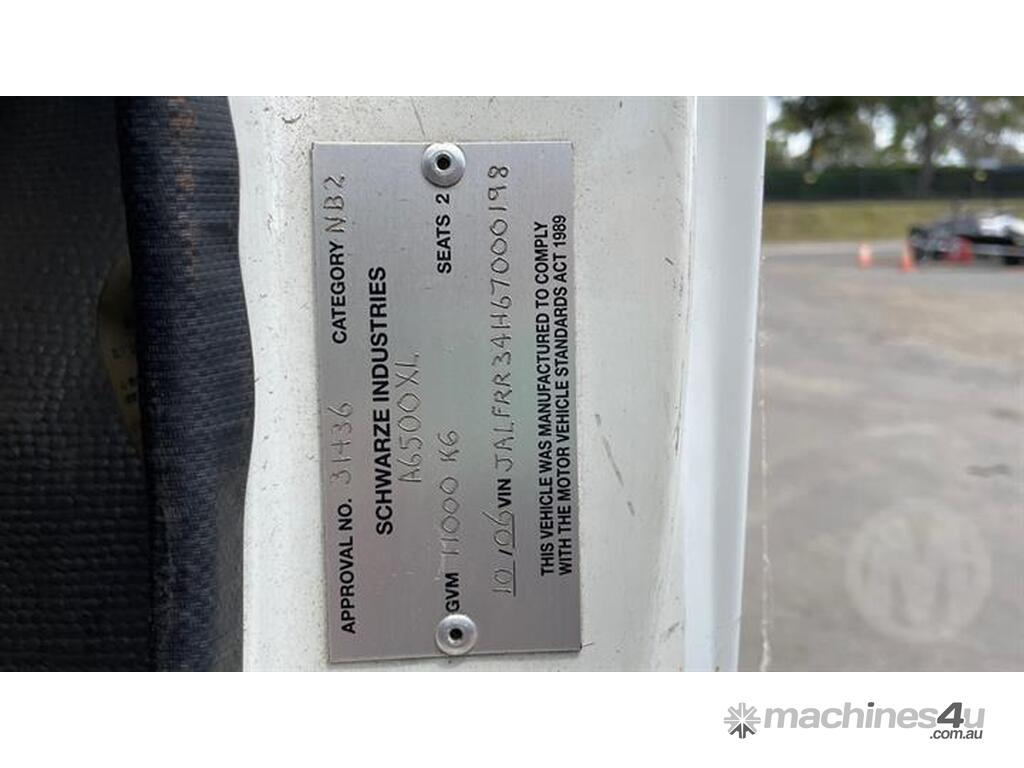 APPROVAL NO. 31436 CATEGORY NB2
SCHWARZE INDUSTRIES
A6500XL
GVM 11000 KG SEATS 2
10/06 VIN JALFRR34H67000198
THIS VEHICLE WAS MANUFACTURED TO COMPLY
WITH THE MOTOR VEHICLE STANDARDS ACT 1989
machines4u
.com.au